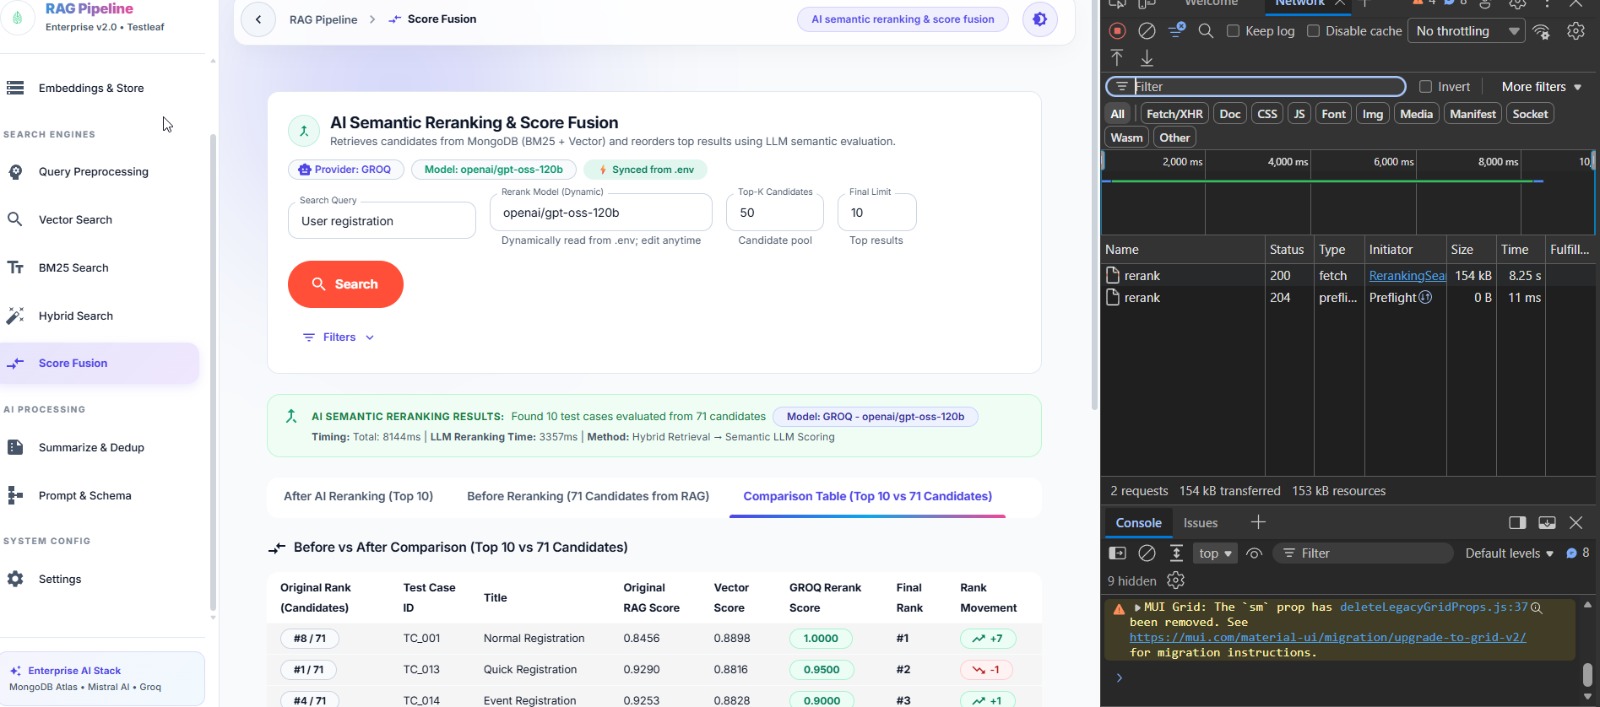 RAG Pipeline
Enterprise v2.0 • Testleaf
Embeddings & Store
SEARCH ENGINES
Query Preprocessing
Vector Search
BM25 Search
Hybrid Search
Score Fusion
AI PROCESSING
Summarize & Dedup
Prompt & Schema
SYSTEM CONFIG
Settings
Enterprise AI Stack
MongoDB Atlas • Mistral AI • Groq
RAG Pipeline > Score Fusion
AI semantic reranking & score fusion
AI Semantic Reranking & Score Fusion
Retrieves candidates from MongoDB (BM25 + Vector) and reorders top results using LLM semantic evaluation.
Provider: GROQ Model: openai/gpt-oss-120b Synced from .env
Search Query
User registration
Rerank Model (Dynamic)
openai/gpt-oss-120b
Dynamically read from .env; edit anytime
Top-K Candidates
50
Candidate pool
Final Limit
10
Top results
Search
Filters
AI SEMANTIC RERANKING RESULTS: Found 10 test cases evaluated from 71 candidates Model: GROQ - openai/gpt-oss-120b
Timing: Total: 8144ms | LLM Reranking Time: 3357ms | Method: Hybrid Retrieval → Semantic LLM Scoring
After AI Reranking (Top 10) Before Reranking (71 Candidates from RAG) Comparison Table (Top 10 vs 71 Candidates)
Before vs After Comparison (Top 10 vs 71 Candidates)
Original Rank (Candidates) Test Case ID Title Original RAG Score Vector Score GROQ Rerank Score Final Rank Rank Movement
#8 / 71 TC_001 Normal Registration 0.8456 0.8898 1.0000 #1 +7
#1 / 71 TC_013 Quick Registration 0.9290 0.8816 0.9500 #2 -1
#4 / 71 TC_014 Event Registration 0.9253 0.8828 0.9000 #3 +1
Welcome Network 4 8
Keep log Disable cache No throttling
Filter Invert More filters
All Fetch/XHR Doc CSS JS Font Img Media Manifest Socket
Wasm Other
2,000 ms 4,000 ms 6,000 ms 8,000 ms 10,
Name Status Type Initiator Size Time Fulfill...
rerank 200 fetch RerankingSea 154 kB 8.25 s
rerank 204 prefli... Preflight 0 B 11 ms
2 requests 154 kB transferred 153 kB resources
Console Issues
top Filter Default levels 8
9 hidden
MUI Grid: The `sm` prop has deleteLegacyGridProps.js:37
been removed. See
https://mui.com/material-ui/migration/upgrade-to-grid-v2/
for migration instructions.